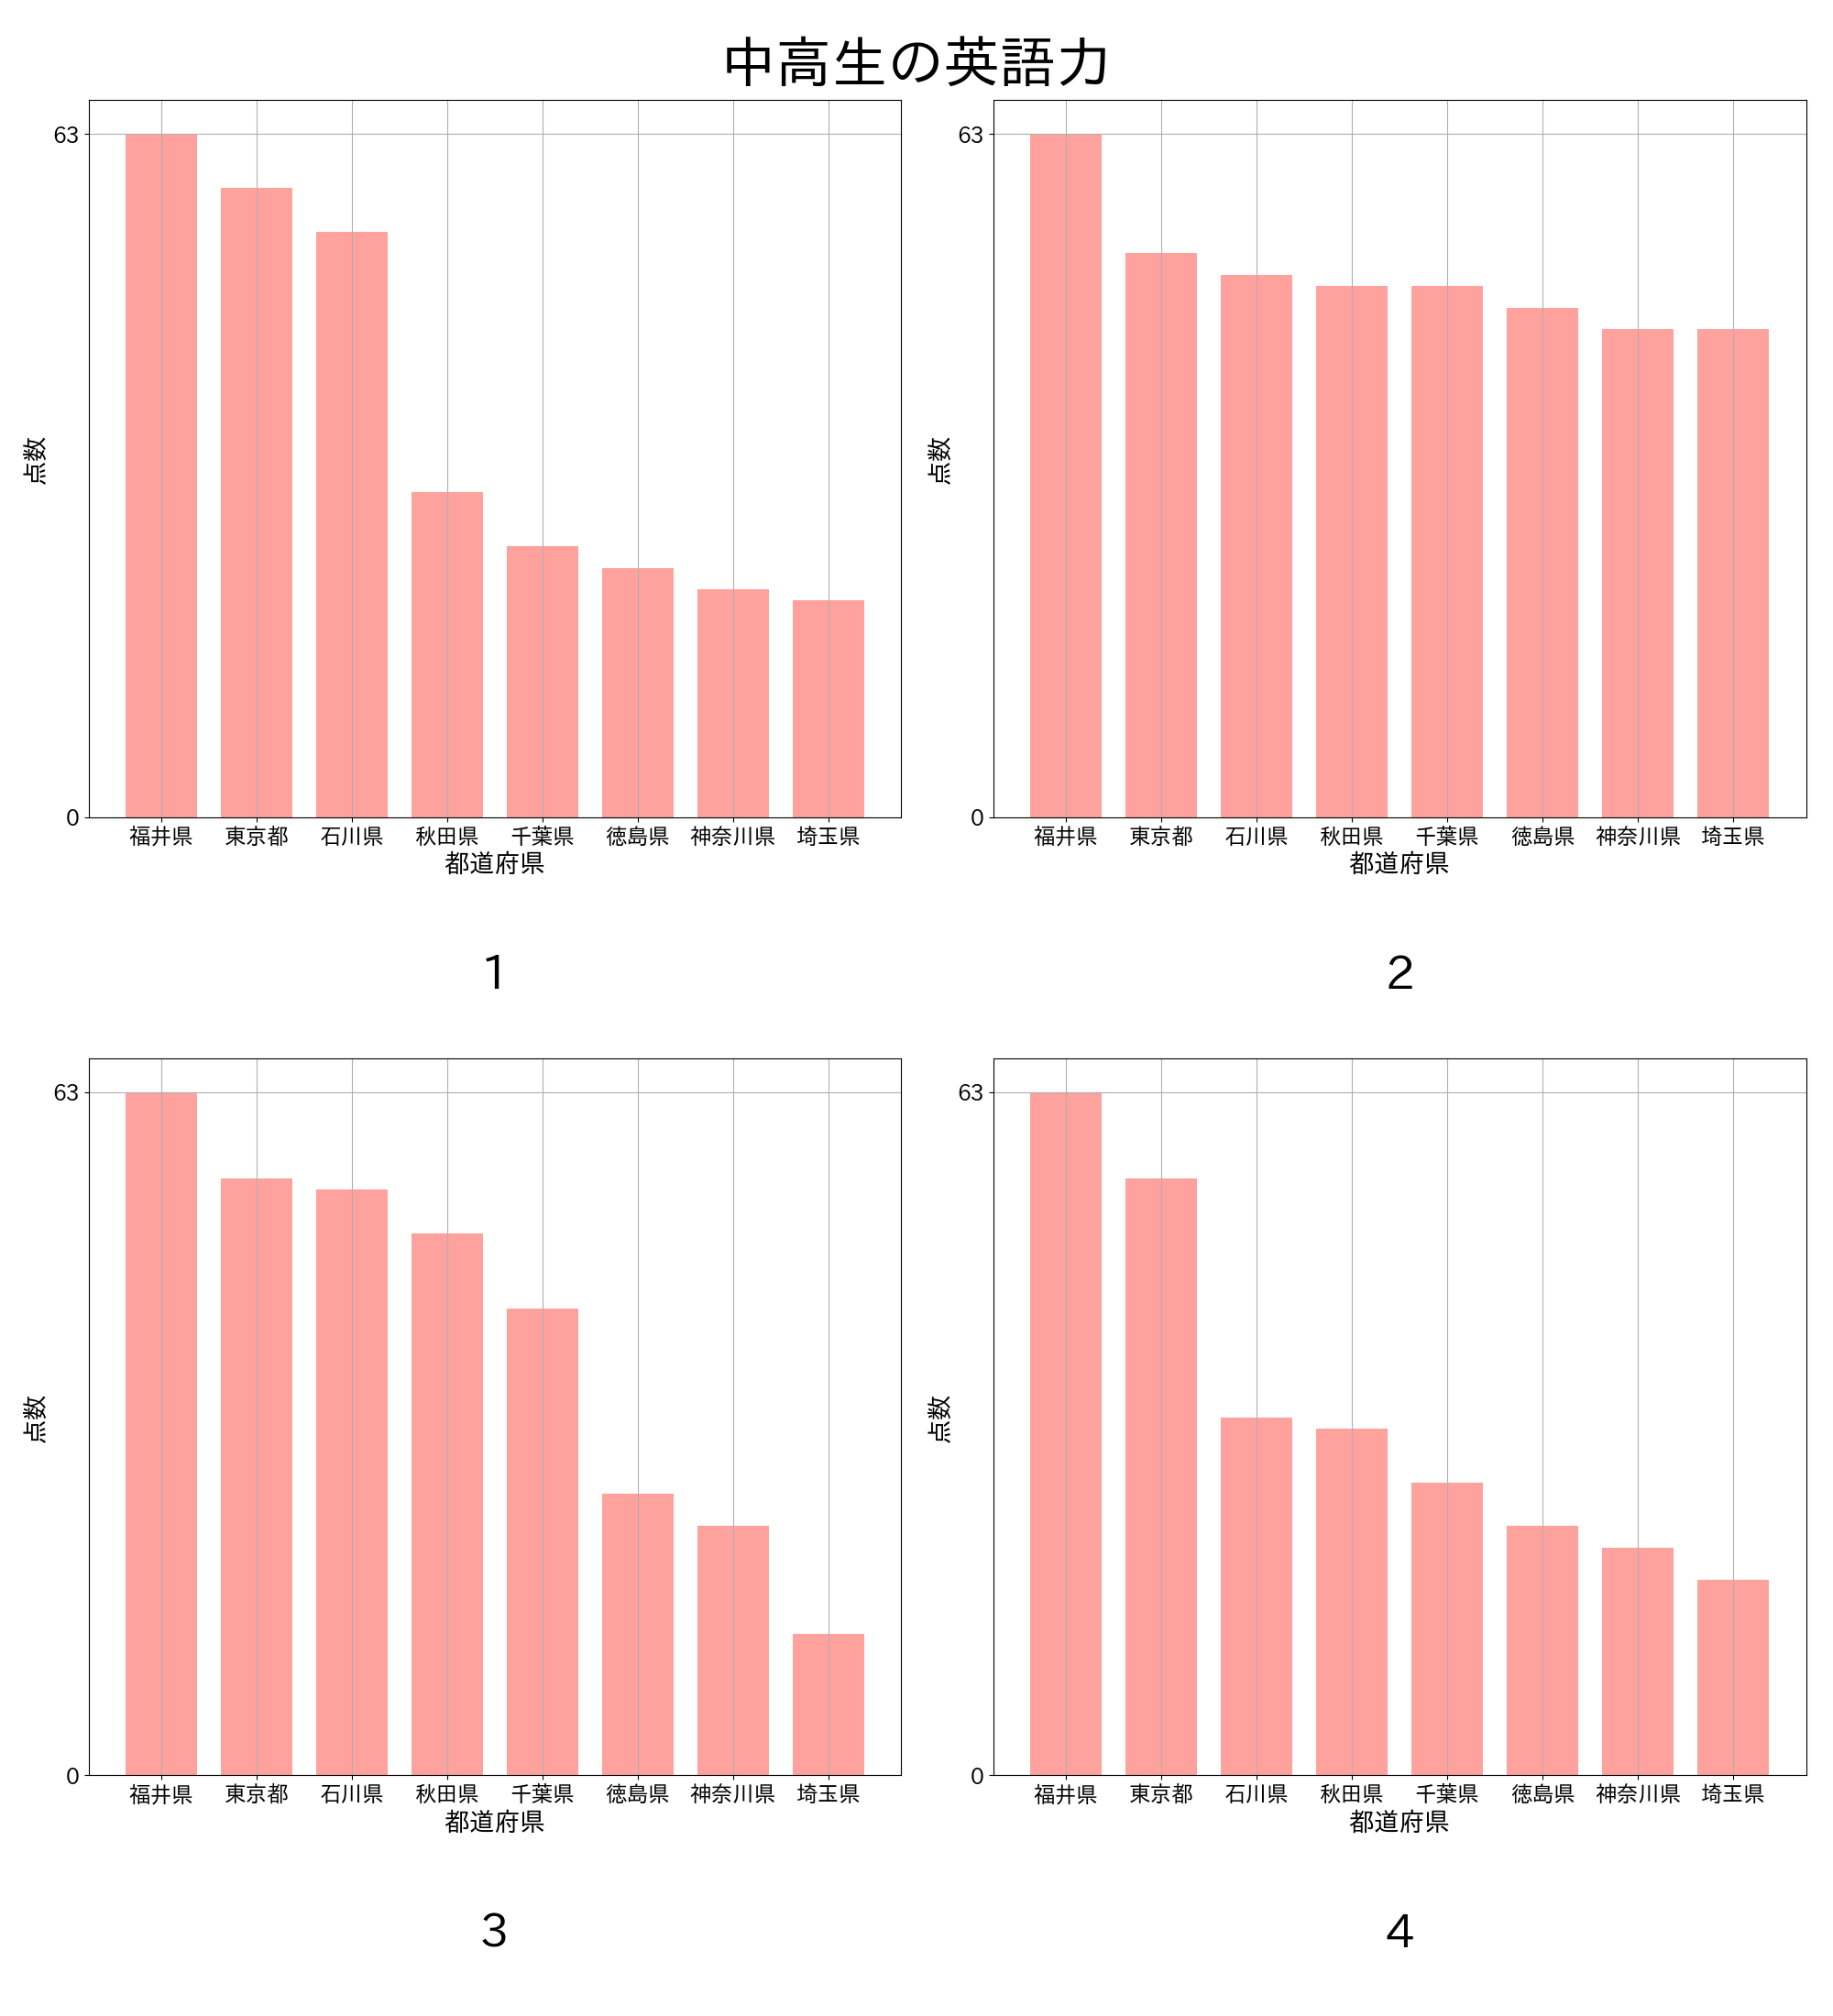 中高生の英語力
63
0
点数
福井県 東京都 石川県 秋田県 千葉県 徳島県 神奈川県 埼玉県
都道府県
1
63
0
点数
福井県 東京都 石川県 秋田県 千葉県 徳島県 神奈川県 埼玉県
都道府県
2
63
0
点数
福井県 東京都 石川県 秋田県 千葉県 徳島県 神奈川県 埼玉県
都道府県
3
63
0
点数
福井県 東京都 石川県 秋田県 千葉県 徳島県 神奈川県 埼玉県
都道府県
4